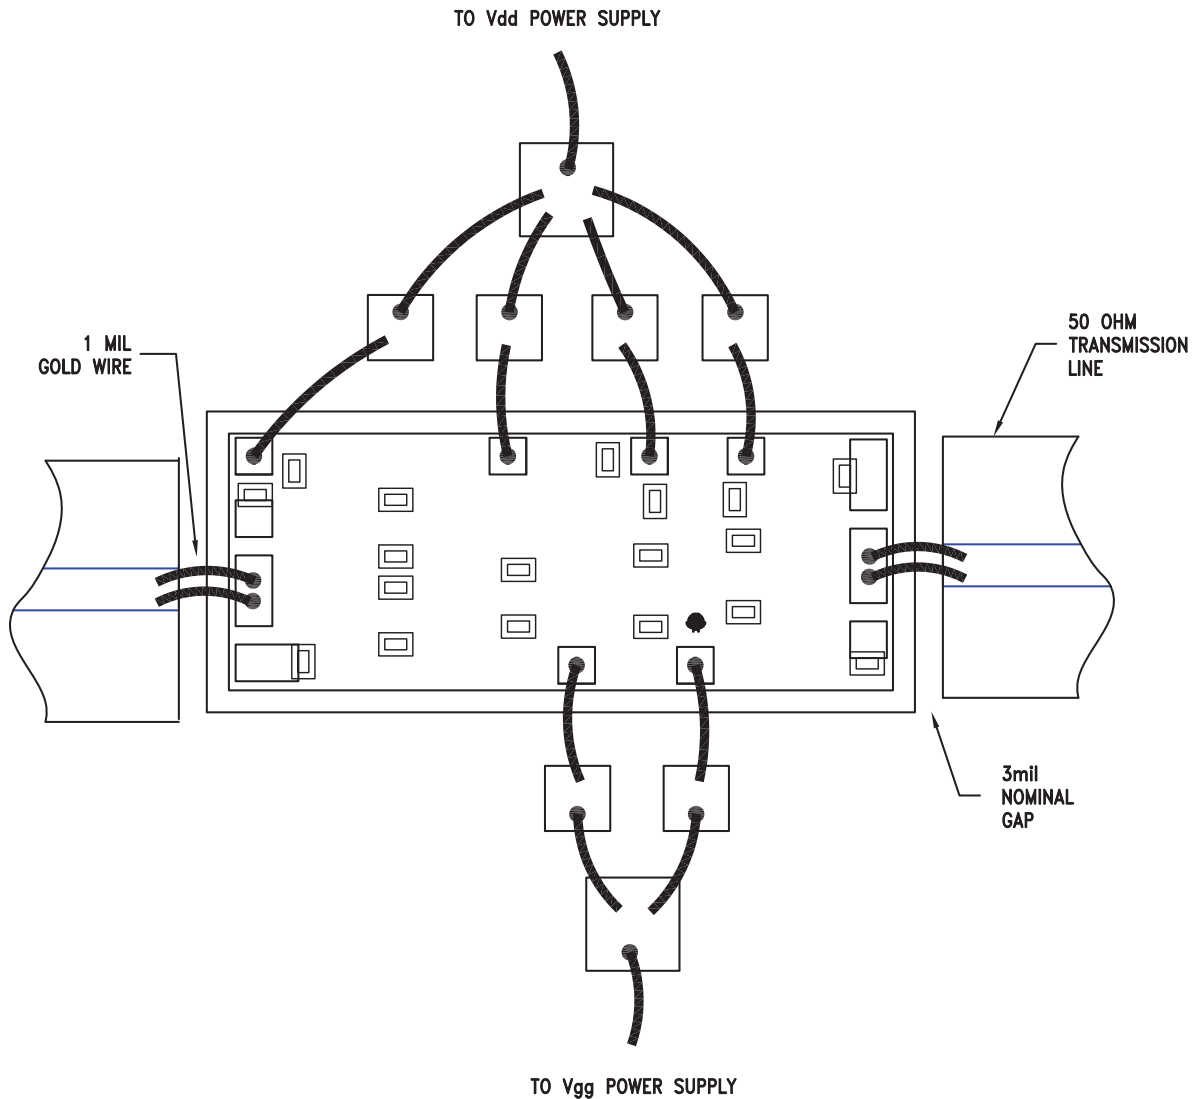 TO Vdd POWER SUPPLY
1 MIL
GOLD WIRE
50 OHM
TRANSMISSION
LINE
3mil
NOMINAL
GAP
TO Vgg POWER SUPPLY